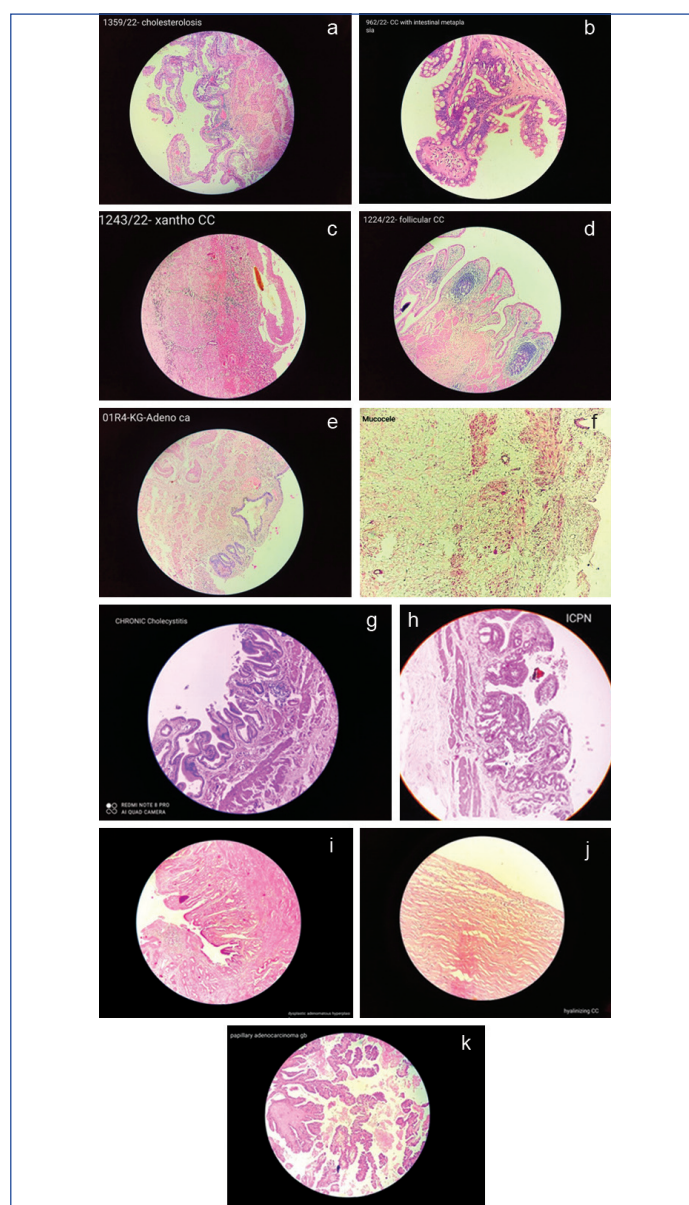 1359/22- cholesterolosis
a
962/22- CC with intestinal metapla
sia
b
1243/22- xantho CC
c
1224/22- follicular CC
d
01R4-KG-Adeno ca
e
Mucocele
f
CHRONIC Cholecystitis
g
REDMI NOTE 8 PRO
AI QUAD CAMERA
h
ICPN
i
dysplastic adenomatous hyperplasia
j
hyalinizing CC
papillary adenocarcinoma gb
k